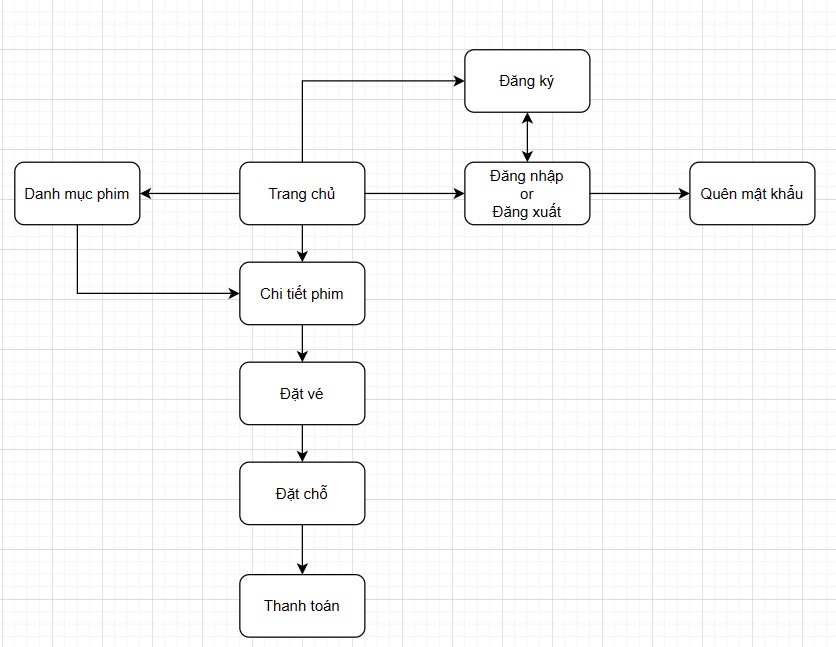 Đăng ký
Danh mục phim
Trang chủ
Đăng nhập
or
Đăng xuất
Quên mật khẩu
Chi tiết phim
Đặt vé
Đặt chỗ
Thanh toán